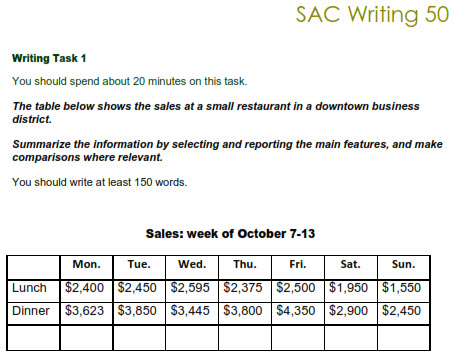 SAC Writing 50
Writing Task 1
You should spend about 20 minutes on this task.
The table below shows the sales at a small restaurant in a downtown business
district.
Summarize the information by selecting and reporting the main features, and make
comparisons where relevant.
You should write at least 150 words.
Sales: week of October 7-13
Mon. Tue. Wed. Thu. Fri. Sat. Sun.
Lunch $2,400 $2,450 $2,595 $2,375 $2,500 $1,950 $1,550
Dinner $3,623 $3,850 $3,445 $3,800 $4,350 $2,900 $2,450